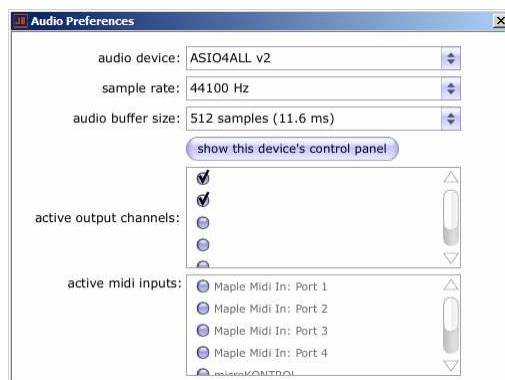 Audio Preferences
audio device: ASIO4ALL v2
sample rate: 44100 Hz
audio buffer size: 512 samples (11.6 ms)
show this device's control panel
active output channels:
active midi inputs:
Maple Midi In: Port 1
Maple Midi In: Port 2
Maple Midi In: Port 3
Maple Midi In: Port 4
microKONTROL